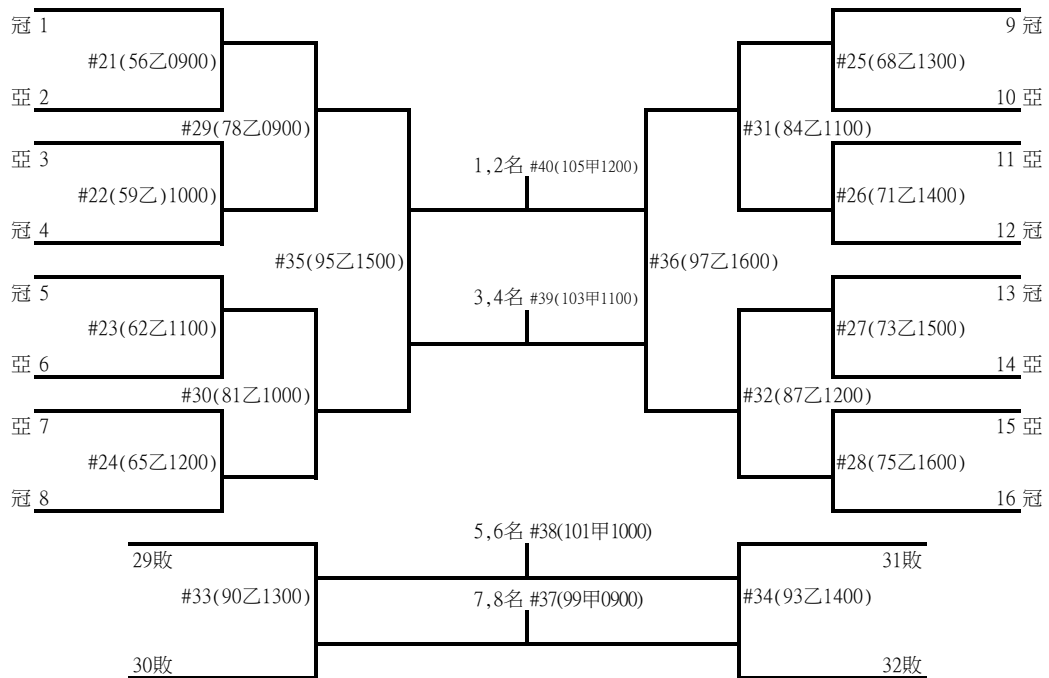 冠 1
9 冠
#21(56乙0900)
#25(68乙1300)
亞 2
10 亞
#29(78乙0900)
#31(84乙1100)
亞 3
1,2名 #40(105甲1200)
11 亞
#22(59乙)1000)
#26(71乙1400)
冠 4
12 冠
#35(95乙1500)
#36(97乙1600)
冠 5
3,4名 #39(103甲1100)
13 冠
#23(62乙1100)
#27(73乙1500)
亞 6
14 亞
#30(81乙1000)
#32(87乙1200)
亞 7
15 亞
#24(65乙1200)
#28(75乙1600)
冠 8
16 冠
5,6名 #38(101甲1000)
29敗
31敗
#33(90乙1300)
7,8名 #37(99甲0900)
#34(93乙1400)
30敗
32敗